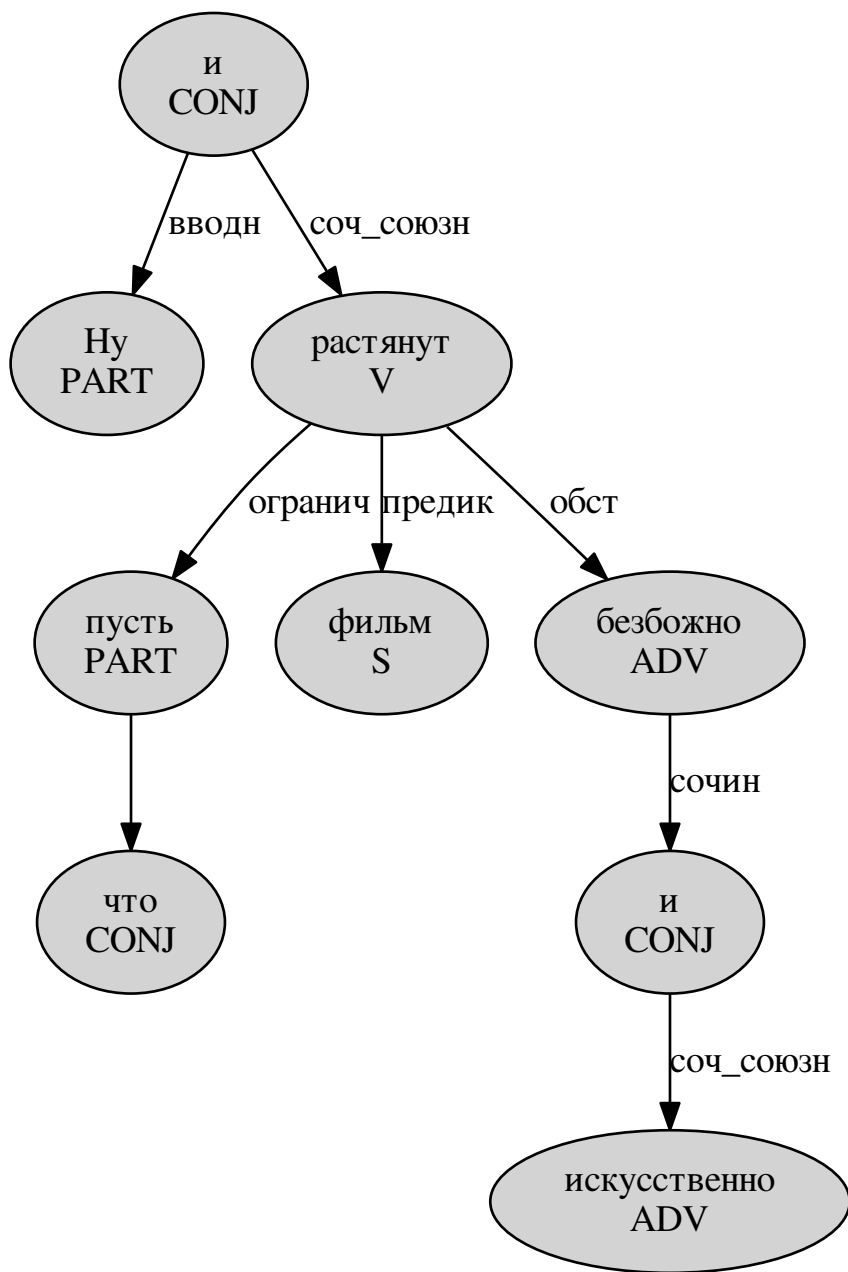 и
CONJ
вводн
соч_союзн
Ну
PART
растянут
V
огранич
предик
обст
пусть
PART
фильм
S
безбожно
ADV
сочин
что
CONJ
и
CONJ
соч_союзн
искусственно
ADV